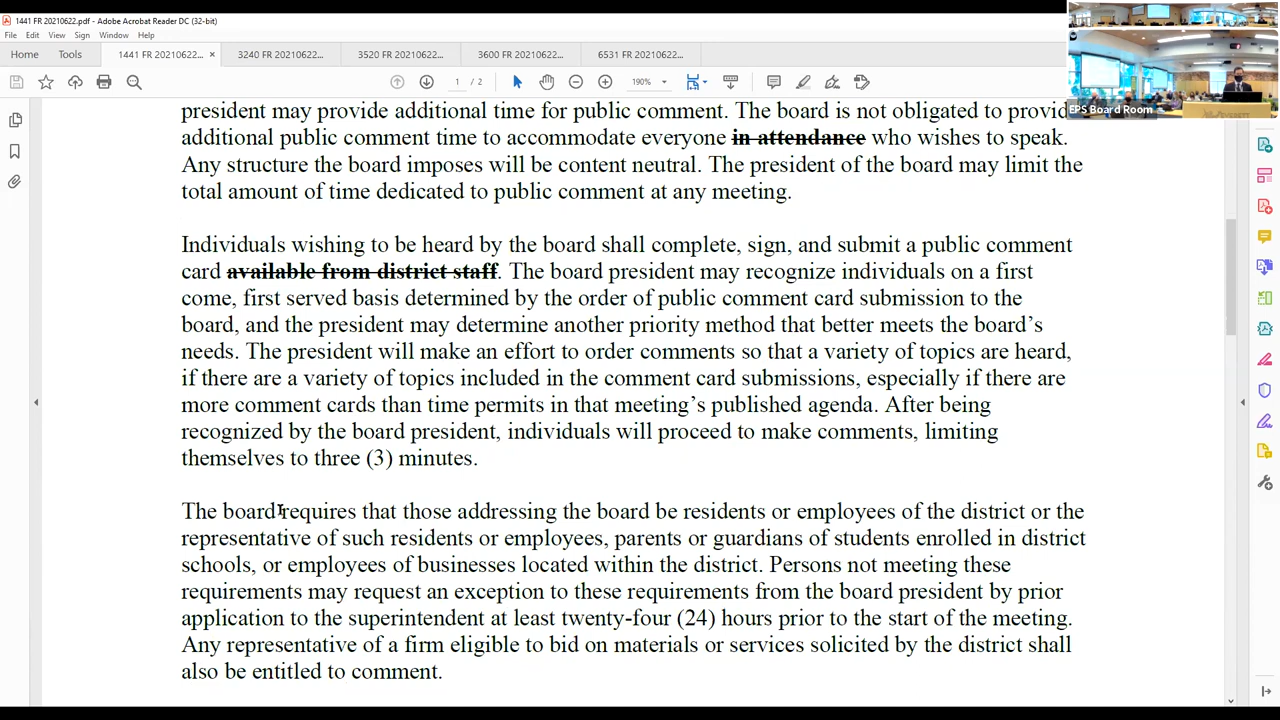 1441 FR 20210622.pdf - Adobe Acrobat Reader DC (32-bit)
File Edit View Sign Window Help
Home Tools 1441 FR 20210622... × 3240 FR 20210622... 3520 FR 20210622... 3600 FR 20210622... 6531 FR 20210622...
1 / 2 190%
EPS Board Room
president may provide additional time for public comment. The board is not obligated to provid
additional public comment time to accommodate everyone in attendance who wishes to speak.
Any structure the board imposes will be content neutral. The president of the board may limit the
total amount of time dedicated to public comment at any meeting.
Individuals wishing to be heard by the board shall complete, sign, and submit a public comment
card available from district staff. The board president may recognize individuals on a first
come, first served basis determined by the order of public comment card submission to the
board, and the president may determine another priority method that better meets the board’s
needs. The president will make an effort to order comments so that a variety of topics are heard,
if there are a variety of topics included in the comment card submissions, especially if there are
more comment cards than time permits in that meeting’s published agenda. After being
recognized by the board president, individuals will proceed to make comments, limiting
themselves to three (3) minutes.
The board requires that those addressing the board be residents or employees of the district or the
representative of such residents or employees, parents or guardians of students enrolled in district
schools, or employees of businesses located within the district. Persons not meeting these
requirements may request an exception to these requirements from the board president by prior
application to the superintendent at least twenty-four (24) hours prior to the start of the meeting.
Any representative of a firm eligible to bid on materials or services solicited by the district shall
also be entitled to comment.